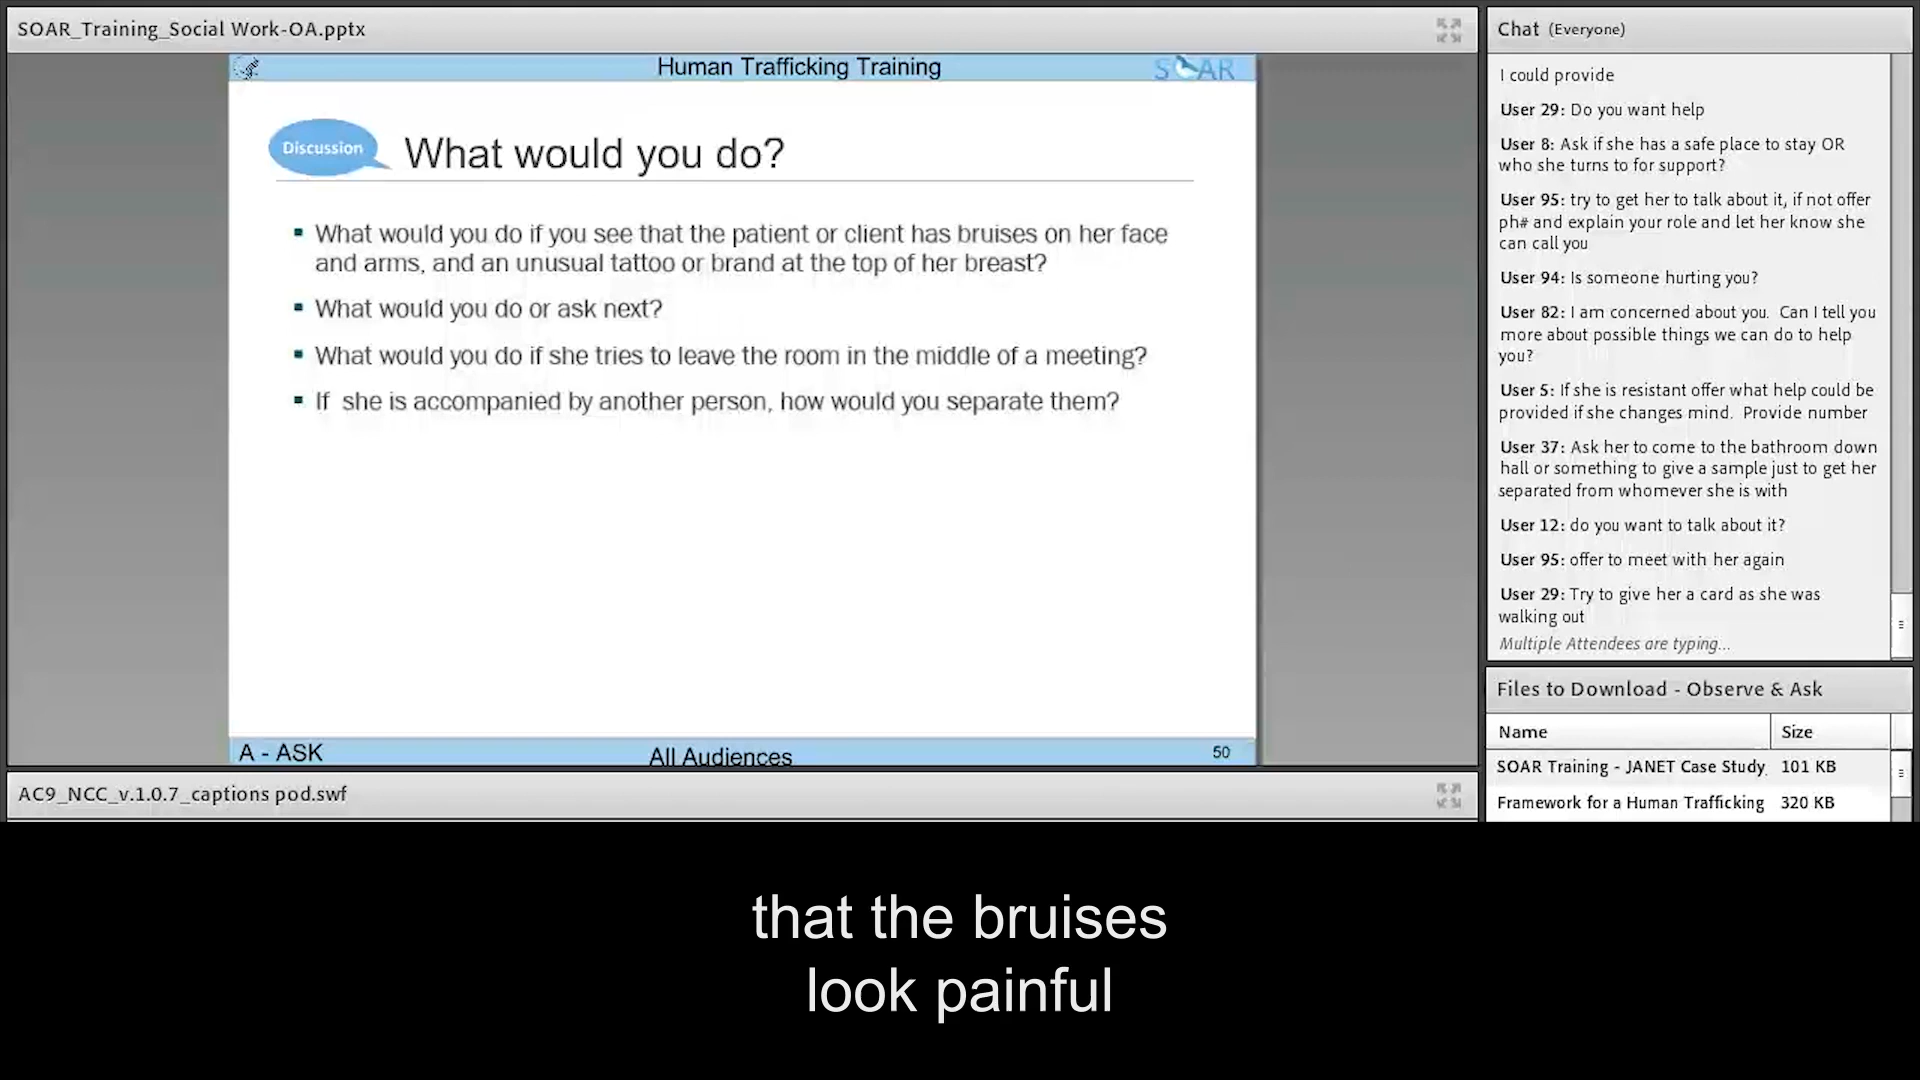 SOAR_Training_Social Work-OA.pptx
Human Trafficking Training
SOAR
Discussion
What would you do?
What would you do if you see that the patient or client has bruises on her face
and arms, and an unusual tattoo or brand at the top of her breast?
What would you do or ask next?
What would you do if she tries to leave the room in the middle of a meeting?
If she is accompanied by another person, how would you separate them?
A - ASK
All Audiences
50
AC9_NCC_v.1.0.7_captions pod.swf
Chat (Everyone)
I could provide
User 29: Do you want help
User 8: Ask if she has a safe place to stay OR
who she turns to for support?
User 95: try to get her to talk about it, if not offer
ph# and explain your role and let her know she
can call you
User 94: Is someone hurting you?
User 82: I am concerned about you. Can I tell you
more about possible things we can do to help
you?
User 5: If she is resistant offer what help could be
provided if she changes mind. Provide number
User 37: Ask her to come to the bathroom down
hall or something to give a sample just to get her
separated from whomever she is with
User 12: do you want to talk about it?
User 95: offer to meet with her again
User 29: Try to give her a card as she was
walking out
Multiple Attendees are typing...
Files to Download - Observe & Ask
Name Size
SOAR Training - JANET Case Study 101 KB
Framework for a Human Trafficking 320 KB
that the bruises
look painful